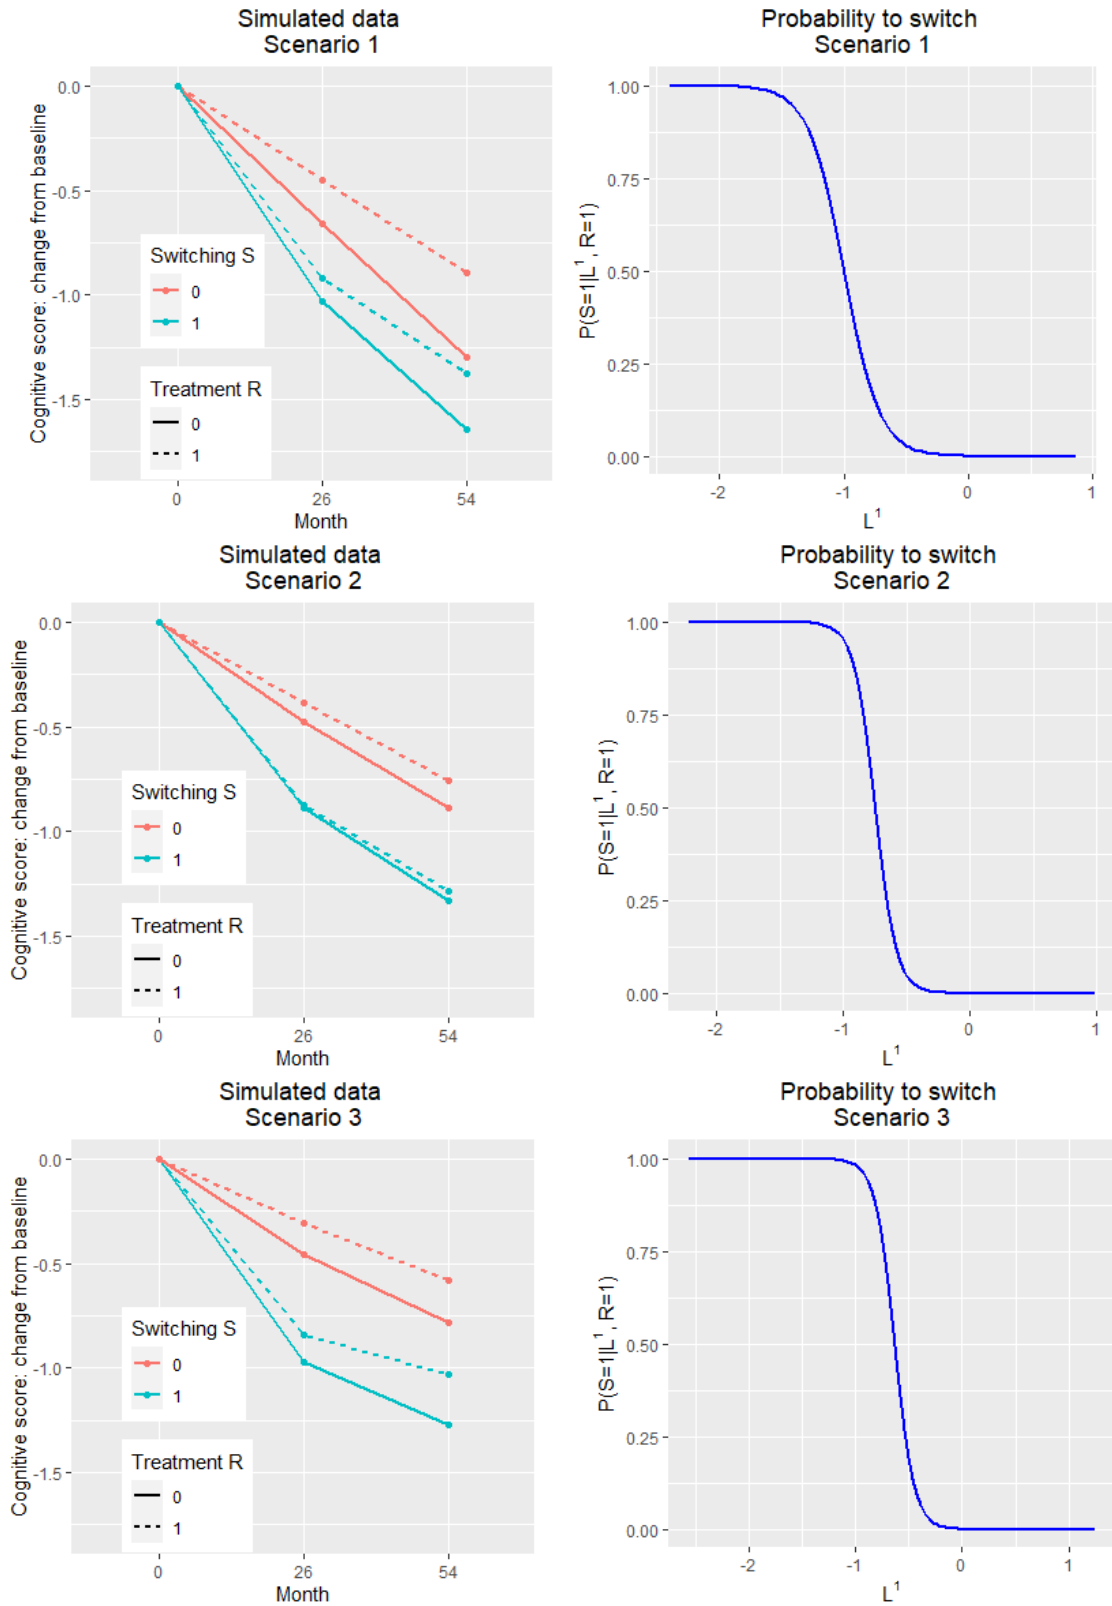 Simulated data
Scenario 1
Cognitive score: change from baseline
0.0
-0.5
-1.0
-1.5
Switching S
0
1
Treatment R
0
1
0
26
54
Month
Probability to switch
Scenario 1
P(S=1|L¹, R=1)
1.00
0.75
0.50
0.25
0.00
-2
-1
0
1
L¹
Simulated data
Scenario 2
Cognitive score: change from baseline
0.0
-0.5
-1.0
-1.5
Switching S
0
1
Treatment R
0
1
0
26
54
Month
Probability to switch
Scenario 2
P(S=1|L¹, R=1)
1.00
0.75
0.50
0.25
0.00
-2
-1
0
1
L¹
Simulated data
Scenario 3
Cognitive score: change from baseline
0.0
-0.5
-1.0
-1.5
Switching S
0
1
Treatment R
0
1
0
26
54
Month
Probability to switch
Scenario 3
P(S=1|L¹, R=1)
1.00
0.75
0.50
0.25
0.00
-2
-1
0
1
L¹